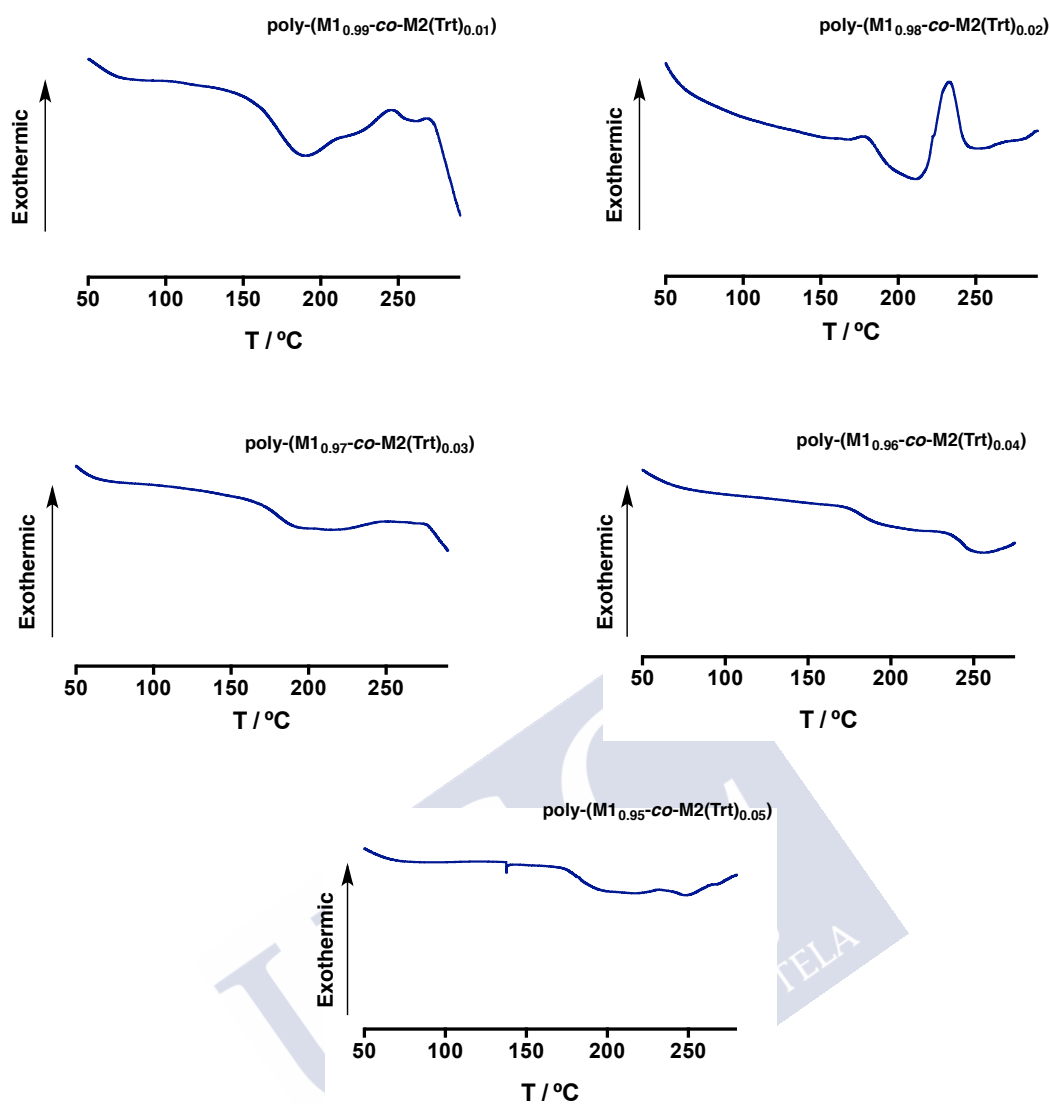 poly-(M1₀.₉₉-co-M2(Trt)₀.₀₁)
Exothermic
50 100 150 200 250
T / ºC
poly-(M1₀.₉₈-co-M2(Trt)₀.₀₂)
Exothermic
50 100 150 200 250
T / ºC
poly-(M1₀.₉₇-co-M2(Trt)₀.₀₃)
Exothermic
50 100 150 200 250
T / ºC
poly-(M1₀.₉₆-co-M2(Trt)₀.₀₄)
Exothermic
50 100 150 200 250
T / ºC
poly-(M1₀.₉₅-co-M2(Trt)₀.₀₅)
Exothermic
50 100 150 200 250
T / ºC
TELA